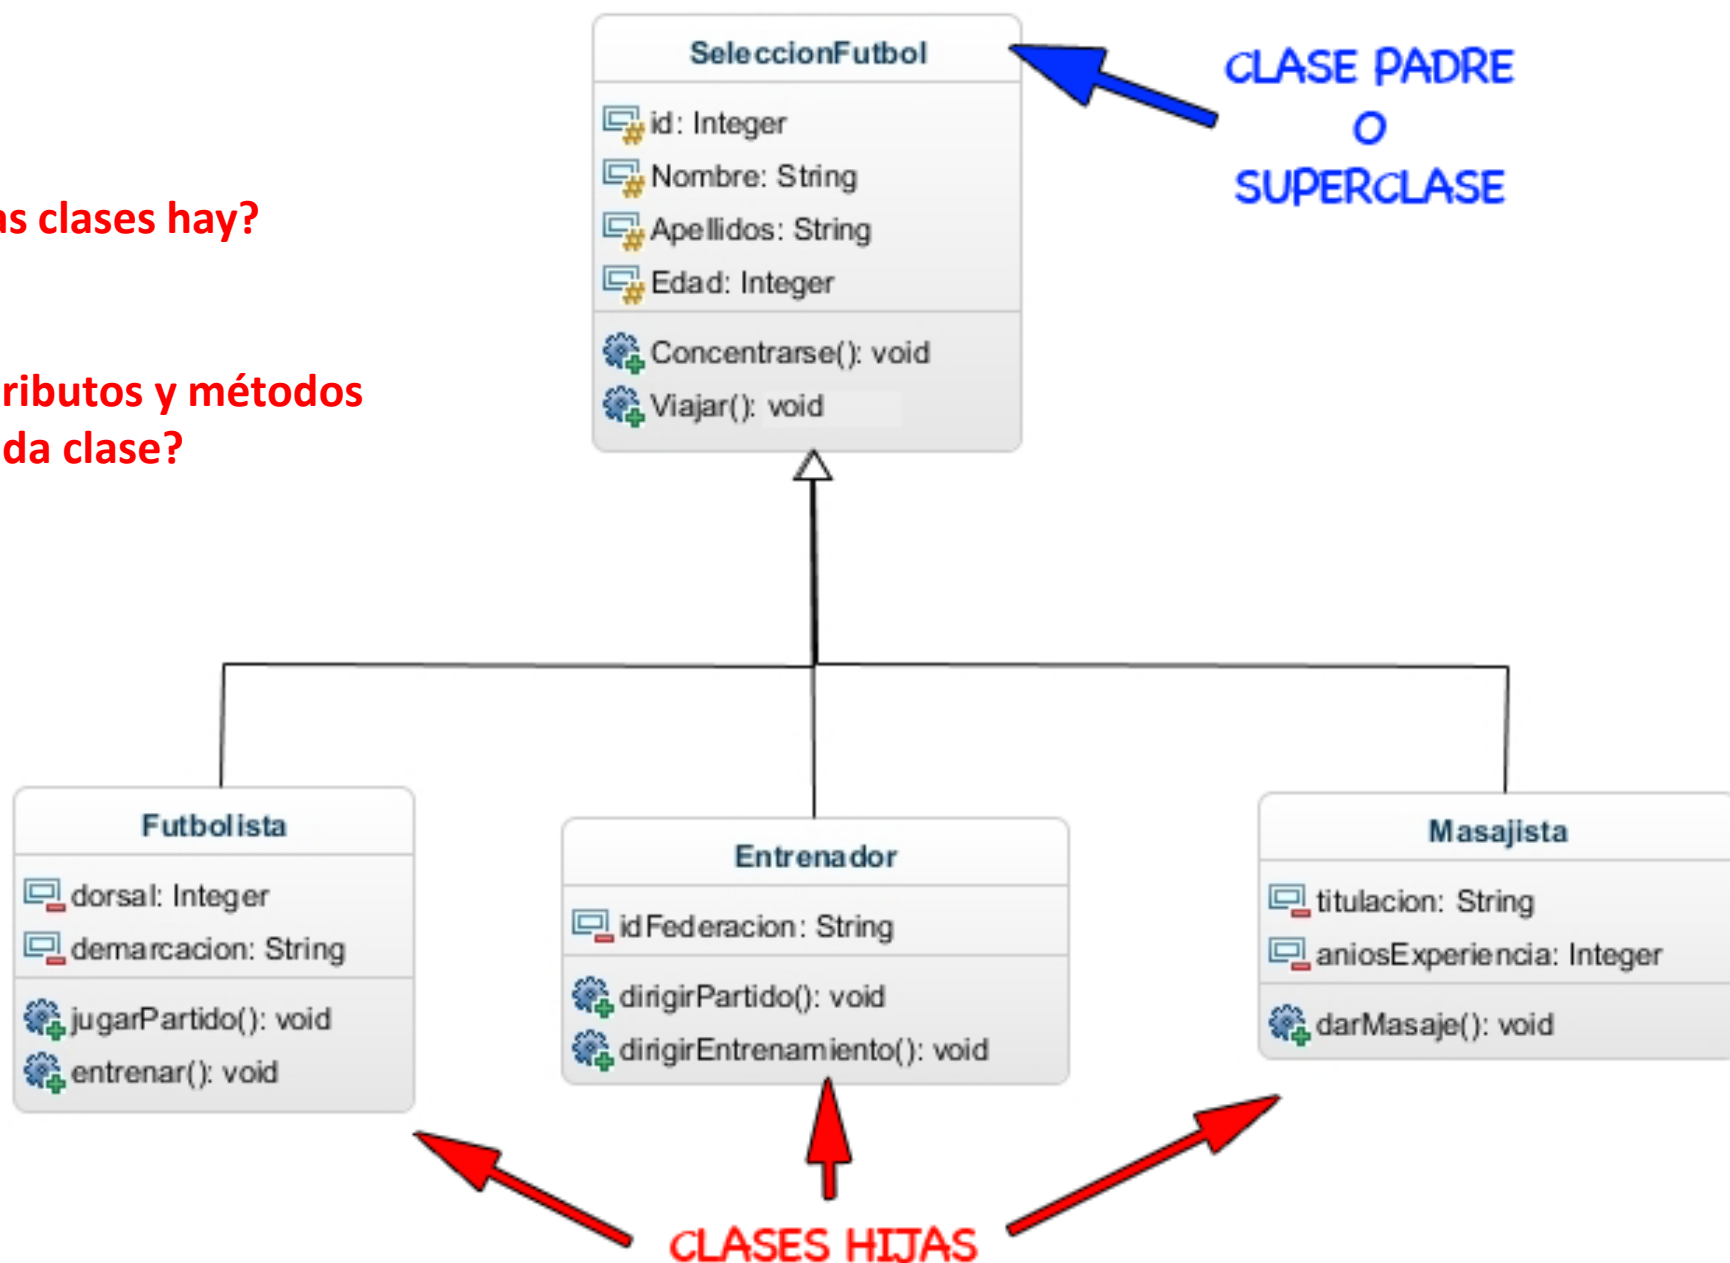 SeleccionFutbol
id: Integer
Nombre: String
Apellidos: String
Edad: Integer
Concentrarse(): void
Viajar(): void
CLASE PADRE
O
SUPERCLASE
as clases hay?
ributos y métodos
da clase?
Futbolista
dorsal: Integer
demarcacion: String
jugarPartido(): void
entrenar(): void
Entrenador
idFederacion: String
dirigirPartido(): void
dirigirEntrenamiento(): void
Masajista
titulacion: String
aniosExperiencia: Integer
darMasaje(): void
CLASES HIJAS